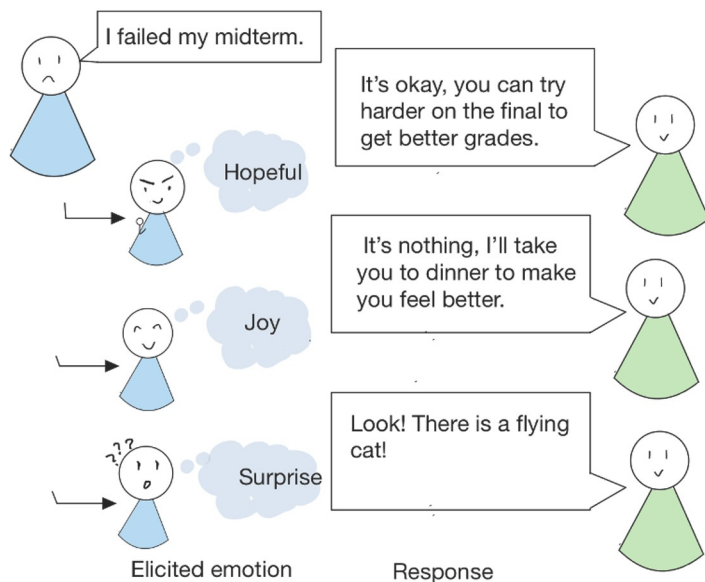 I failed my midterm.
It's okay, you can try
harder on the final to
get better grades.
Hopeful
It's nothing, I'll take
you to dinner to make
you feel better.
Joy
Look! There is a flying
cat!
???
Surprise
Elicited emotion
Response